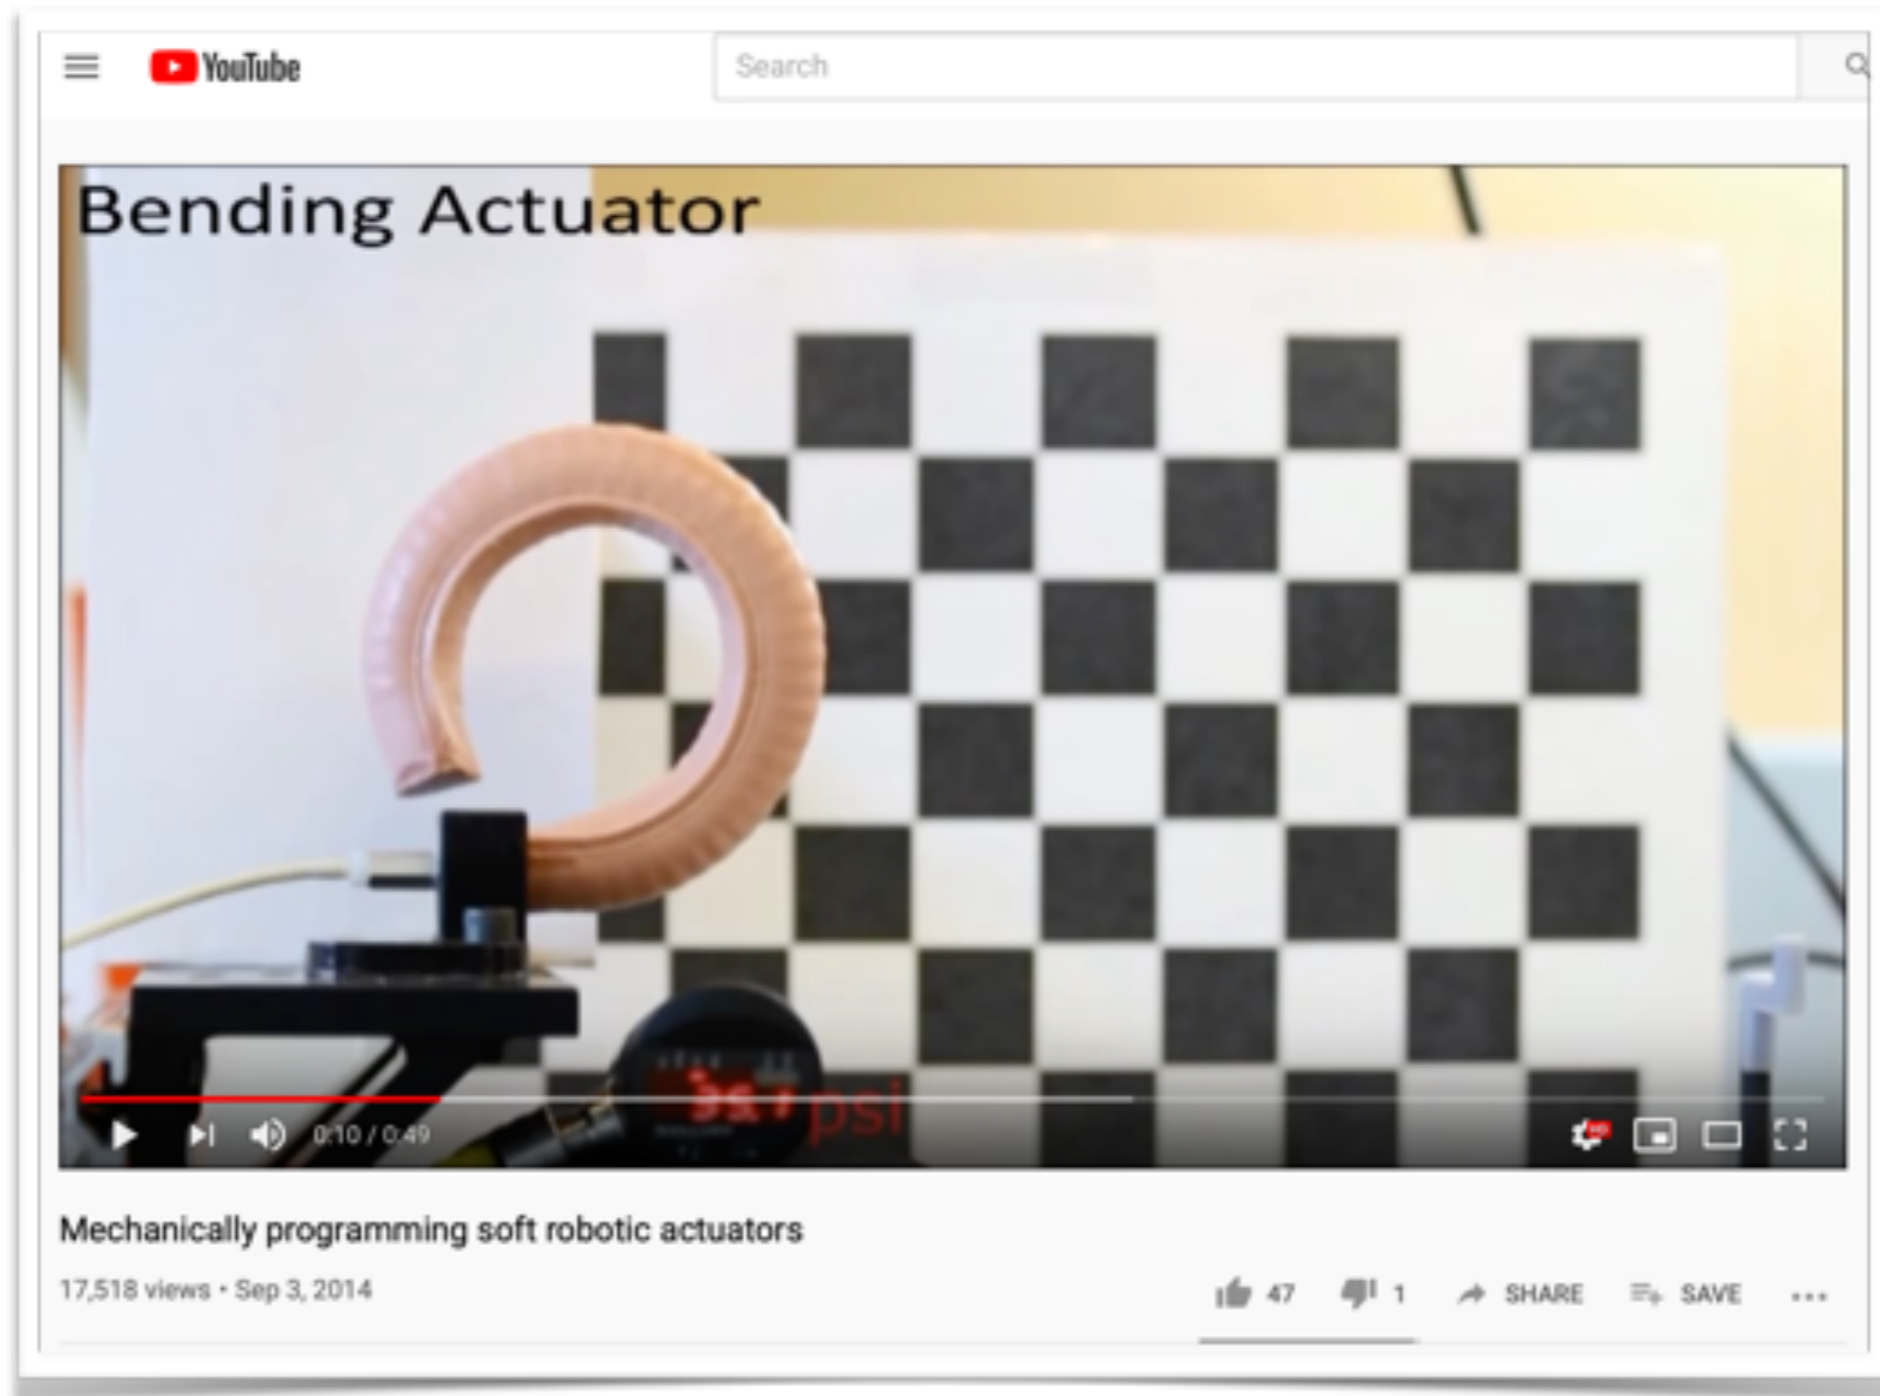 YouTube
Search
Bending Actuator
psi
0:10 / 0:49
HD
Mechanically programming soft robotic actuators
17,518 views • Sep 3, 2014
47 1 SHARE SAVE